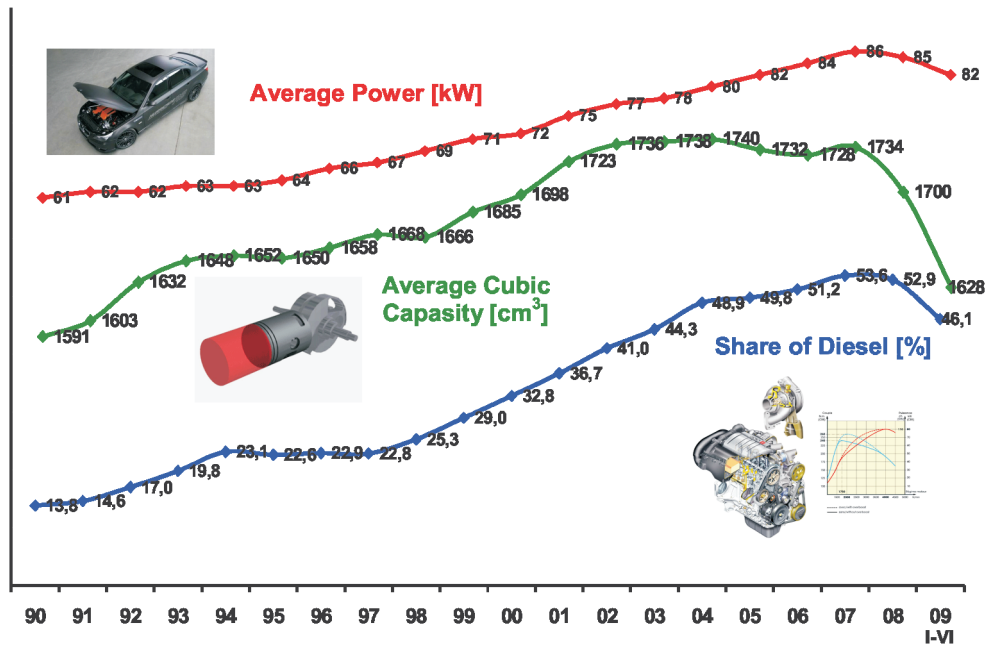 Average Power [kW]
61 62 62 63 63 64 66 67 69 71 72 75 77 78 80 82 84 86 85 82
1591 1603 1632 1648 1652 1650 1658 1668 1666 1685 1698 1723 1736 1738 1740 1732 1728 1734 1700 1628
Average Cubic
Capasity [cm³]
Share of Diesel [%]
13,8 14,6 17,0 19,8 23,1 22,6 22,9 22,8 25,3 29,0 32,8 36,7 41,0 44,3 48,9 49,8 51,2 53,6 52,9 46,1
90 91 92 93 94 95 96 97 98 99 00 01 02 03 04 05 06 07 08 09
I-VI